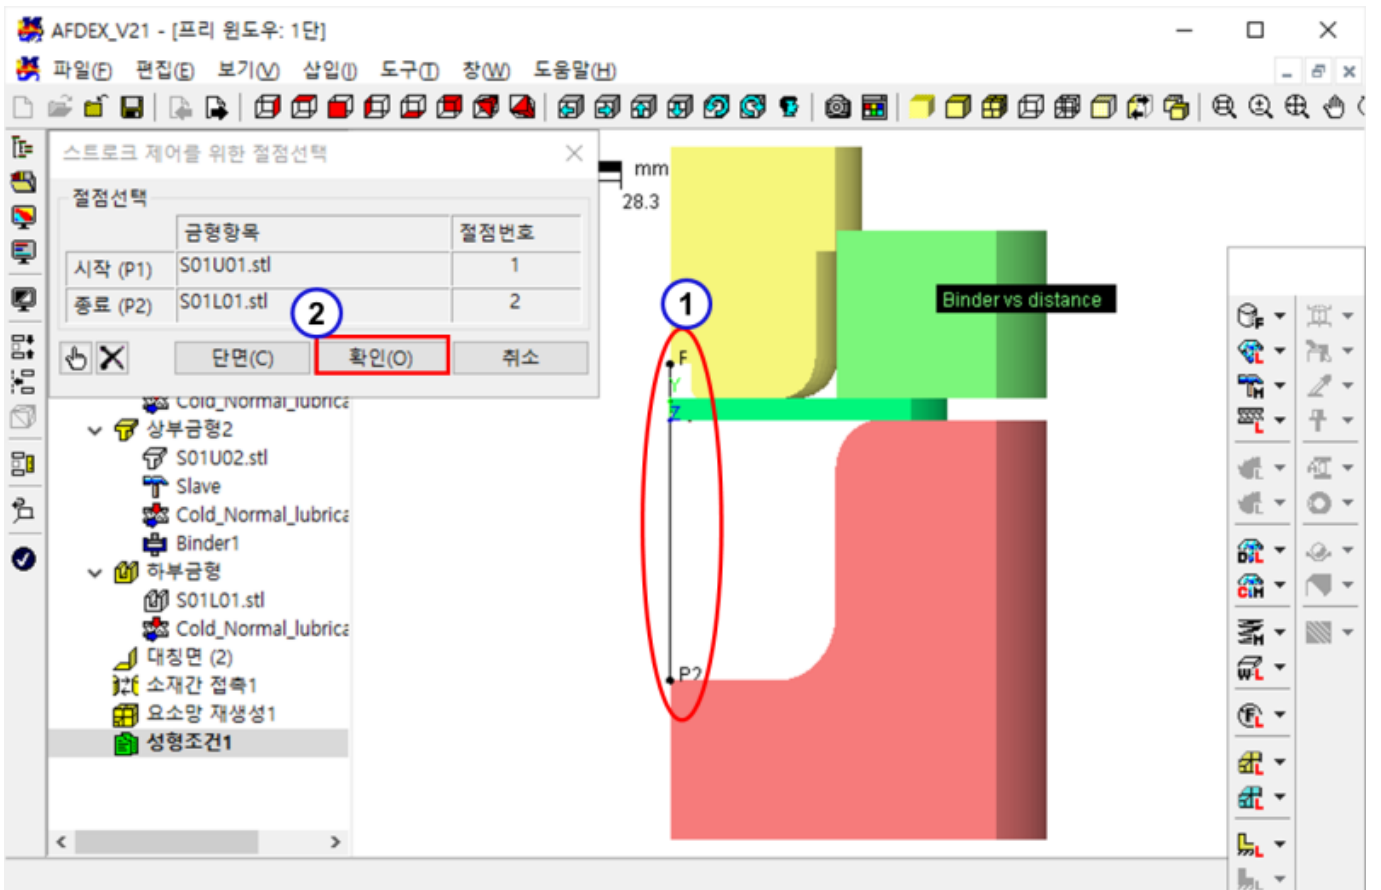 AFDEX_V21 - [프리 윈도우: 1단]
파일(F) 편집(E) 보기(V) 삽입(I) 도구(T) 창(W) 도움말(H)
스트로크 제어를 위한 절점선택
절점선택
금형항목 절점번호
시작 (P1) S01U01.stl 1
종료 (P2) S01L01.stl 2
단면(C) 확인(O) 취소
2
mm
28.3
1
Binder vs distance
Y
Z
P2
Cold_Normal_lubrica
상부금형2
S01U02.stl
Slave
Cold_Normal_lubrica
Binder1
하부금형
S01L01.stl
Cold_Normal_lubrica
대칭면 (2)
소재간 접촉1
요소망 재생성1
성형조건1